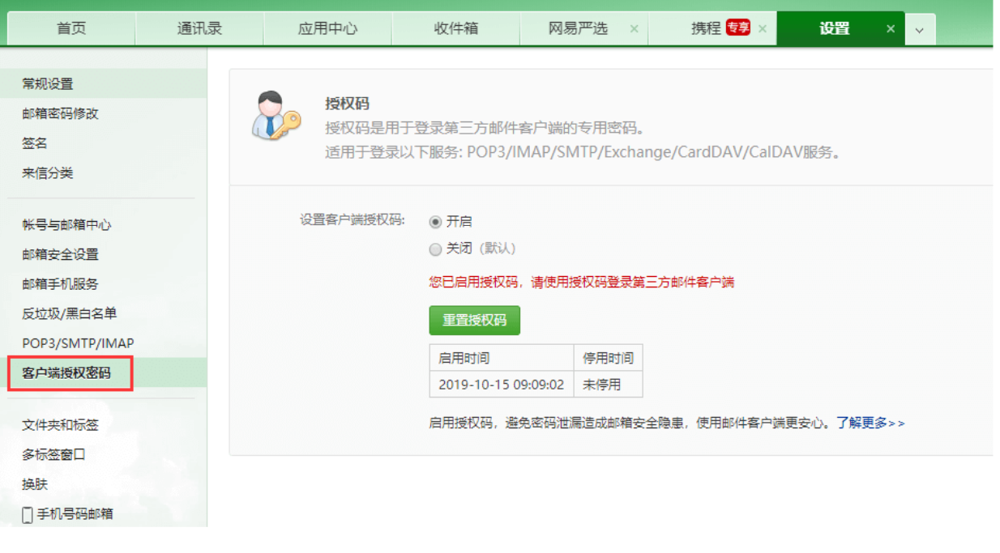 首页 通讯录 应用中心 收件箱 网易严选 × 携程 专享 × 设置 ×
常规设置
邮箱密码修改
签名
来信分类
帐号与邮箱中心
邮箱安全设置
邮箱手机服务
反垃圾/黑白名单
POP3/SMTP/IMAP
客户端授权密码
文件夹和标签
多标签窗口
换肤
手机号码邮箱
授权码
授权码是用于登录第三方邮件客户端的专用密码。
适用于登录以下服务: POP3/IMAP/SMTP/Exchange/CardDAV/CalDAV服务。
设置客户端授权码: 开启
关闭（默认）
您已启用授权码，请使用授权码登录第三方邮件客户端
重置授权码
启用时间 停用时间
2019-10-15 09:09:02 未停用
启用授权码，避免密码泄漏造成邮箱安全隐患，使用邮件客户端更安心。了解更多>>